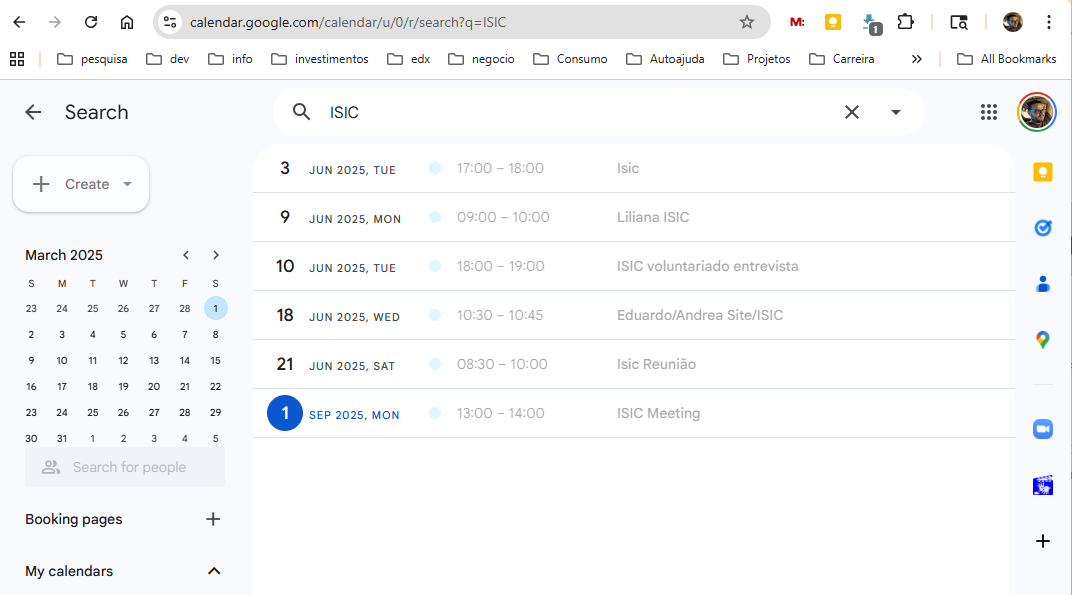 calendar.google.com/calendar/u/0/r/search?q=ISIC
M:
1
pesquisa dev info investimentos edx negocio Consumo Autoajuda Projetos Carreira » All Bookmarks
Search
ISIC
Create
March 2025
S M T W T F S
23 24 25 26 27 28 1
2 3 4 5 6 7 8
9 10 11 12 13 14 15
16 17 18 19 20 21 22
23 24 25 26 27 28 29
30 31 1 2 3 4 5
Search for people
Booking pages
My calendars
3 JUN 2025, TUE 17:00 – 18:00 Isic
9 JUN 2025, MON 09:00 – 10:00 Liliana ISIC
10 JUN 2025, TUE 18:00 – 19:00 ISIC voluntariado entrevista
18 JUN 2025, WED 10:30 – 10:45 Eduardo/Andrea Site/ISIC
21 JUN 2025, SAT 08:30 – 10:00 Isic Reunião
1 SEP 2025, MON 13:00 – 14:00 ISIC Meeting